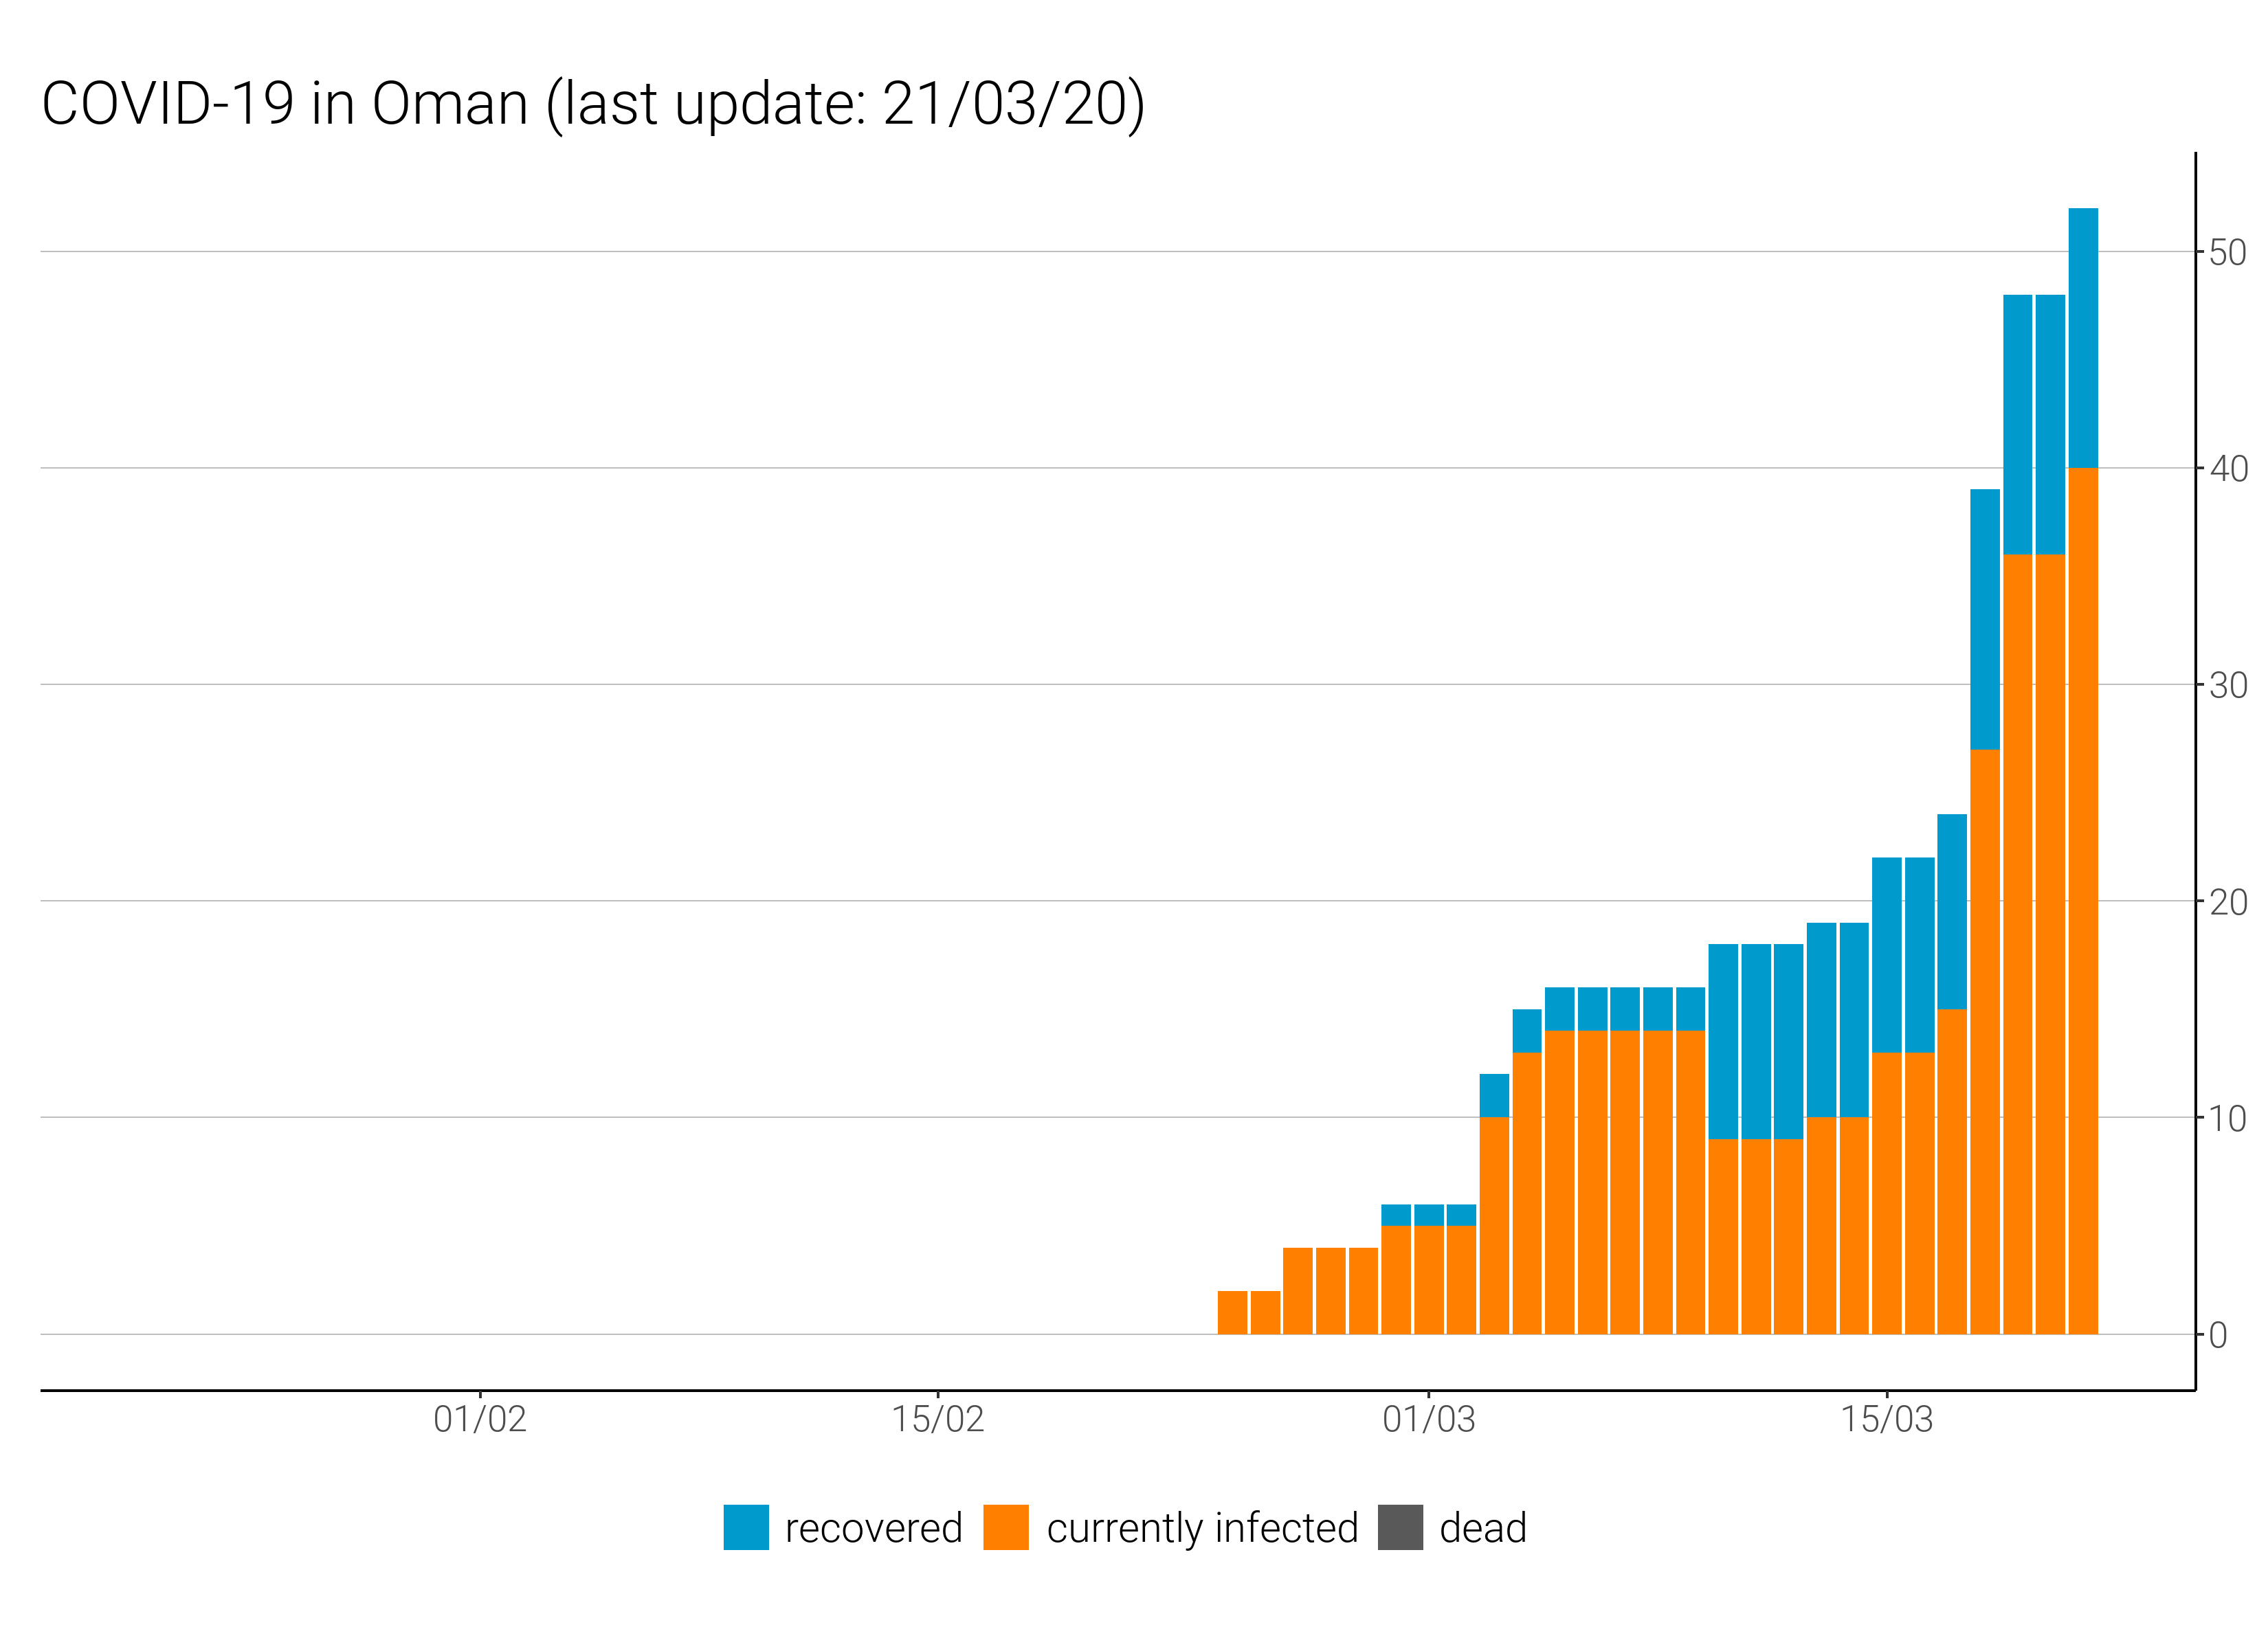 COVID-19 in Oman (last update: 21/03/20)
50
40
30
20
10
0
01/02 15/02 01/03 15/03
recovered currently infected dead